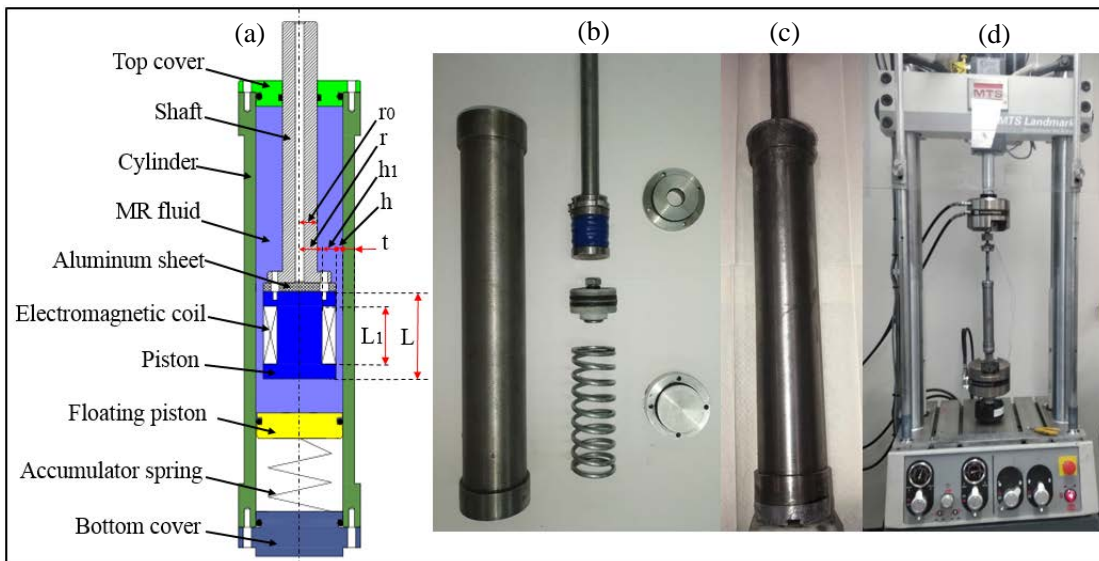 (a)
(b)
(c)
(d)
Top cover
Shaft
Cylinder
MR fluid
Aluminum sheet
Electromagnetic coil
Piston
Floating piston
Accumulator spring
Bottom cover
r0
r
h1
h
t
L1
L
MTS
MTS Landmark